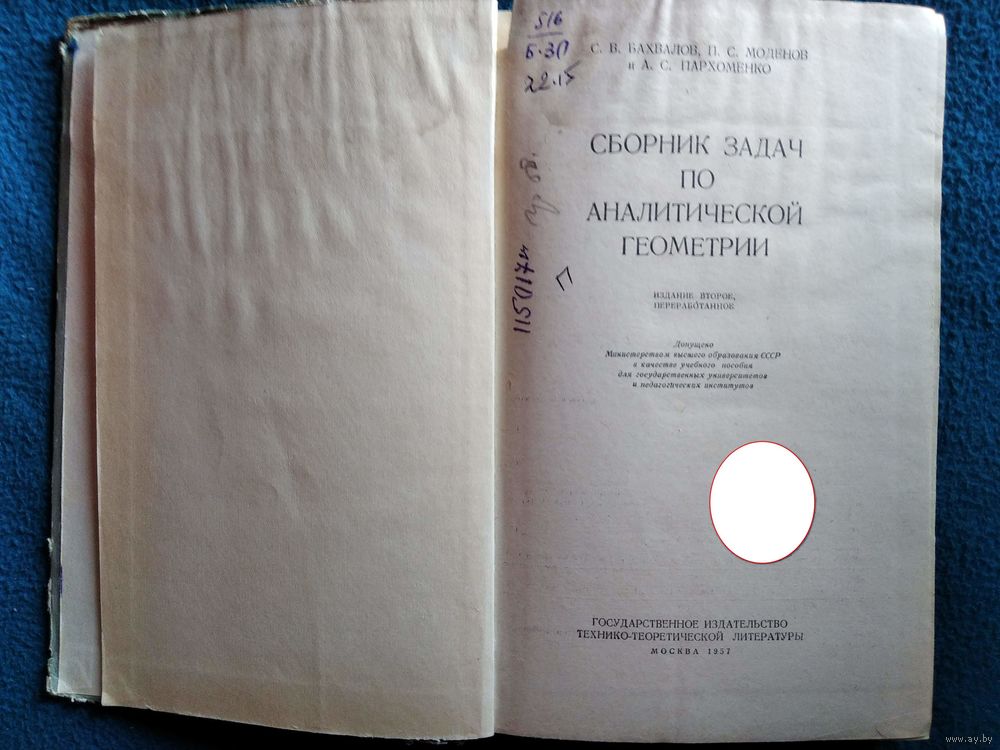 516
Б-30
22.15
С. В. БАХВАЛОВ, П. С. МОДЕНОВ
и А. С. ПАРХОМЕНКО
СБОРНИК ЗАДАЧ
ПО
АНАЛИТИЧЕСКОЙ
ГЕОМЕТРИИ
ИЗДАНИЕ ВТОРОЕ,
ПЕРЕРАБОТАННОЕ
Допущено
Министерством высшего образования СССР
в качестве учебного пособия
для государственных университетов
и педагогических институтов
115017
П
ГОСУДАРСТВЕННОЕ ИЗДАТЕЛЬСТВО
ТЕХНИКО-ТЕОРЕТИЧЕСКОЙ ЛИТЕРАТУРЫ
МОСКВА 1957
www.ay.by